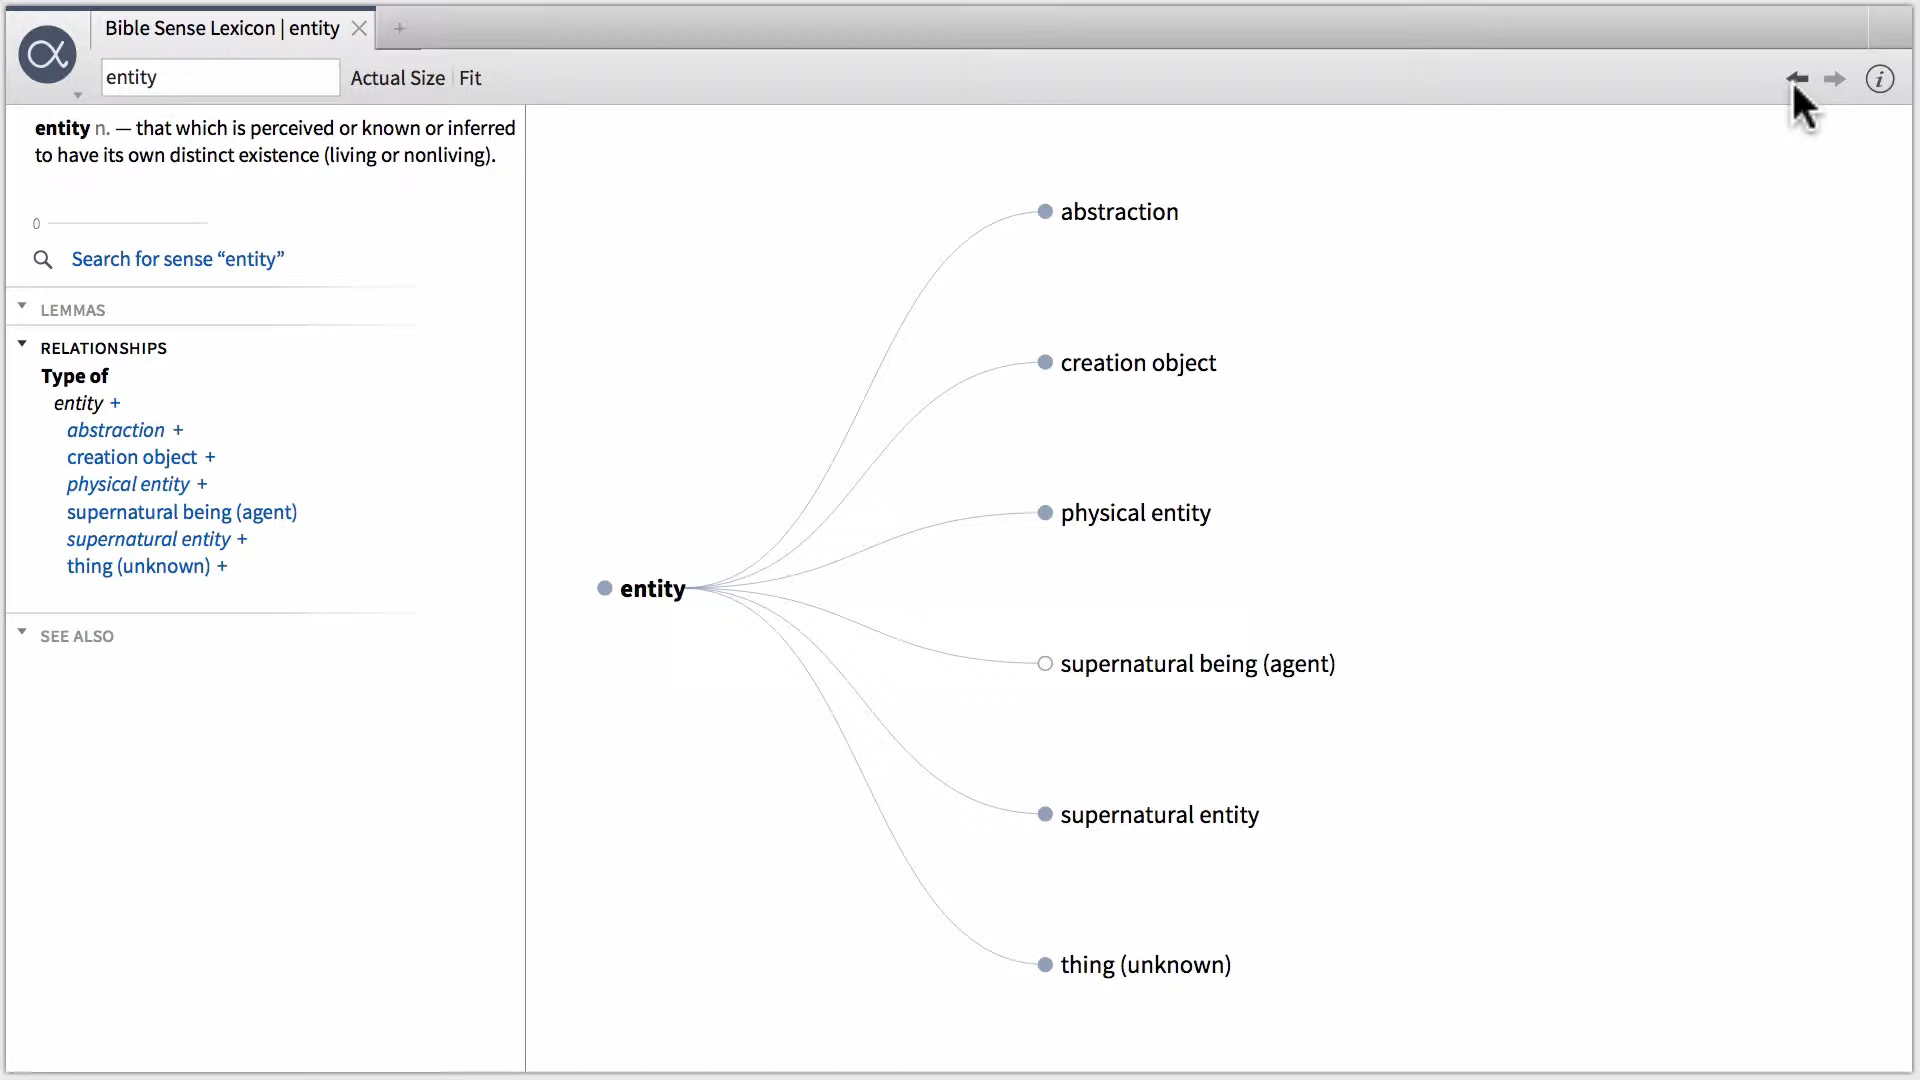 Bible Sense Lexicon | entity
entity
Actual Size
Fit
entity n. — that which is perceived or known or inferred
to have its own distinct existence (living or nonliving).
0
Search for sense “entity”
LEMMAS
RELATIONSHIPS
Type of
entity +
abstraction +
creation object +
physical entity +
supernatural being (agent)
supernatural entity +
thing (unknown) +
SEE ALSO
entity
abstraction
creation object
physical entity
supernatural being (agent)
supernatural entity
thing (unknown)